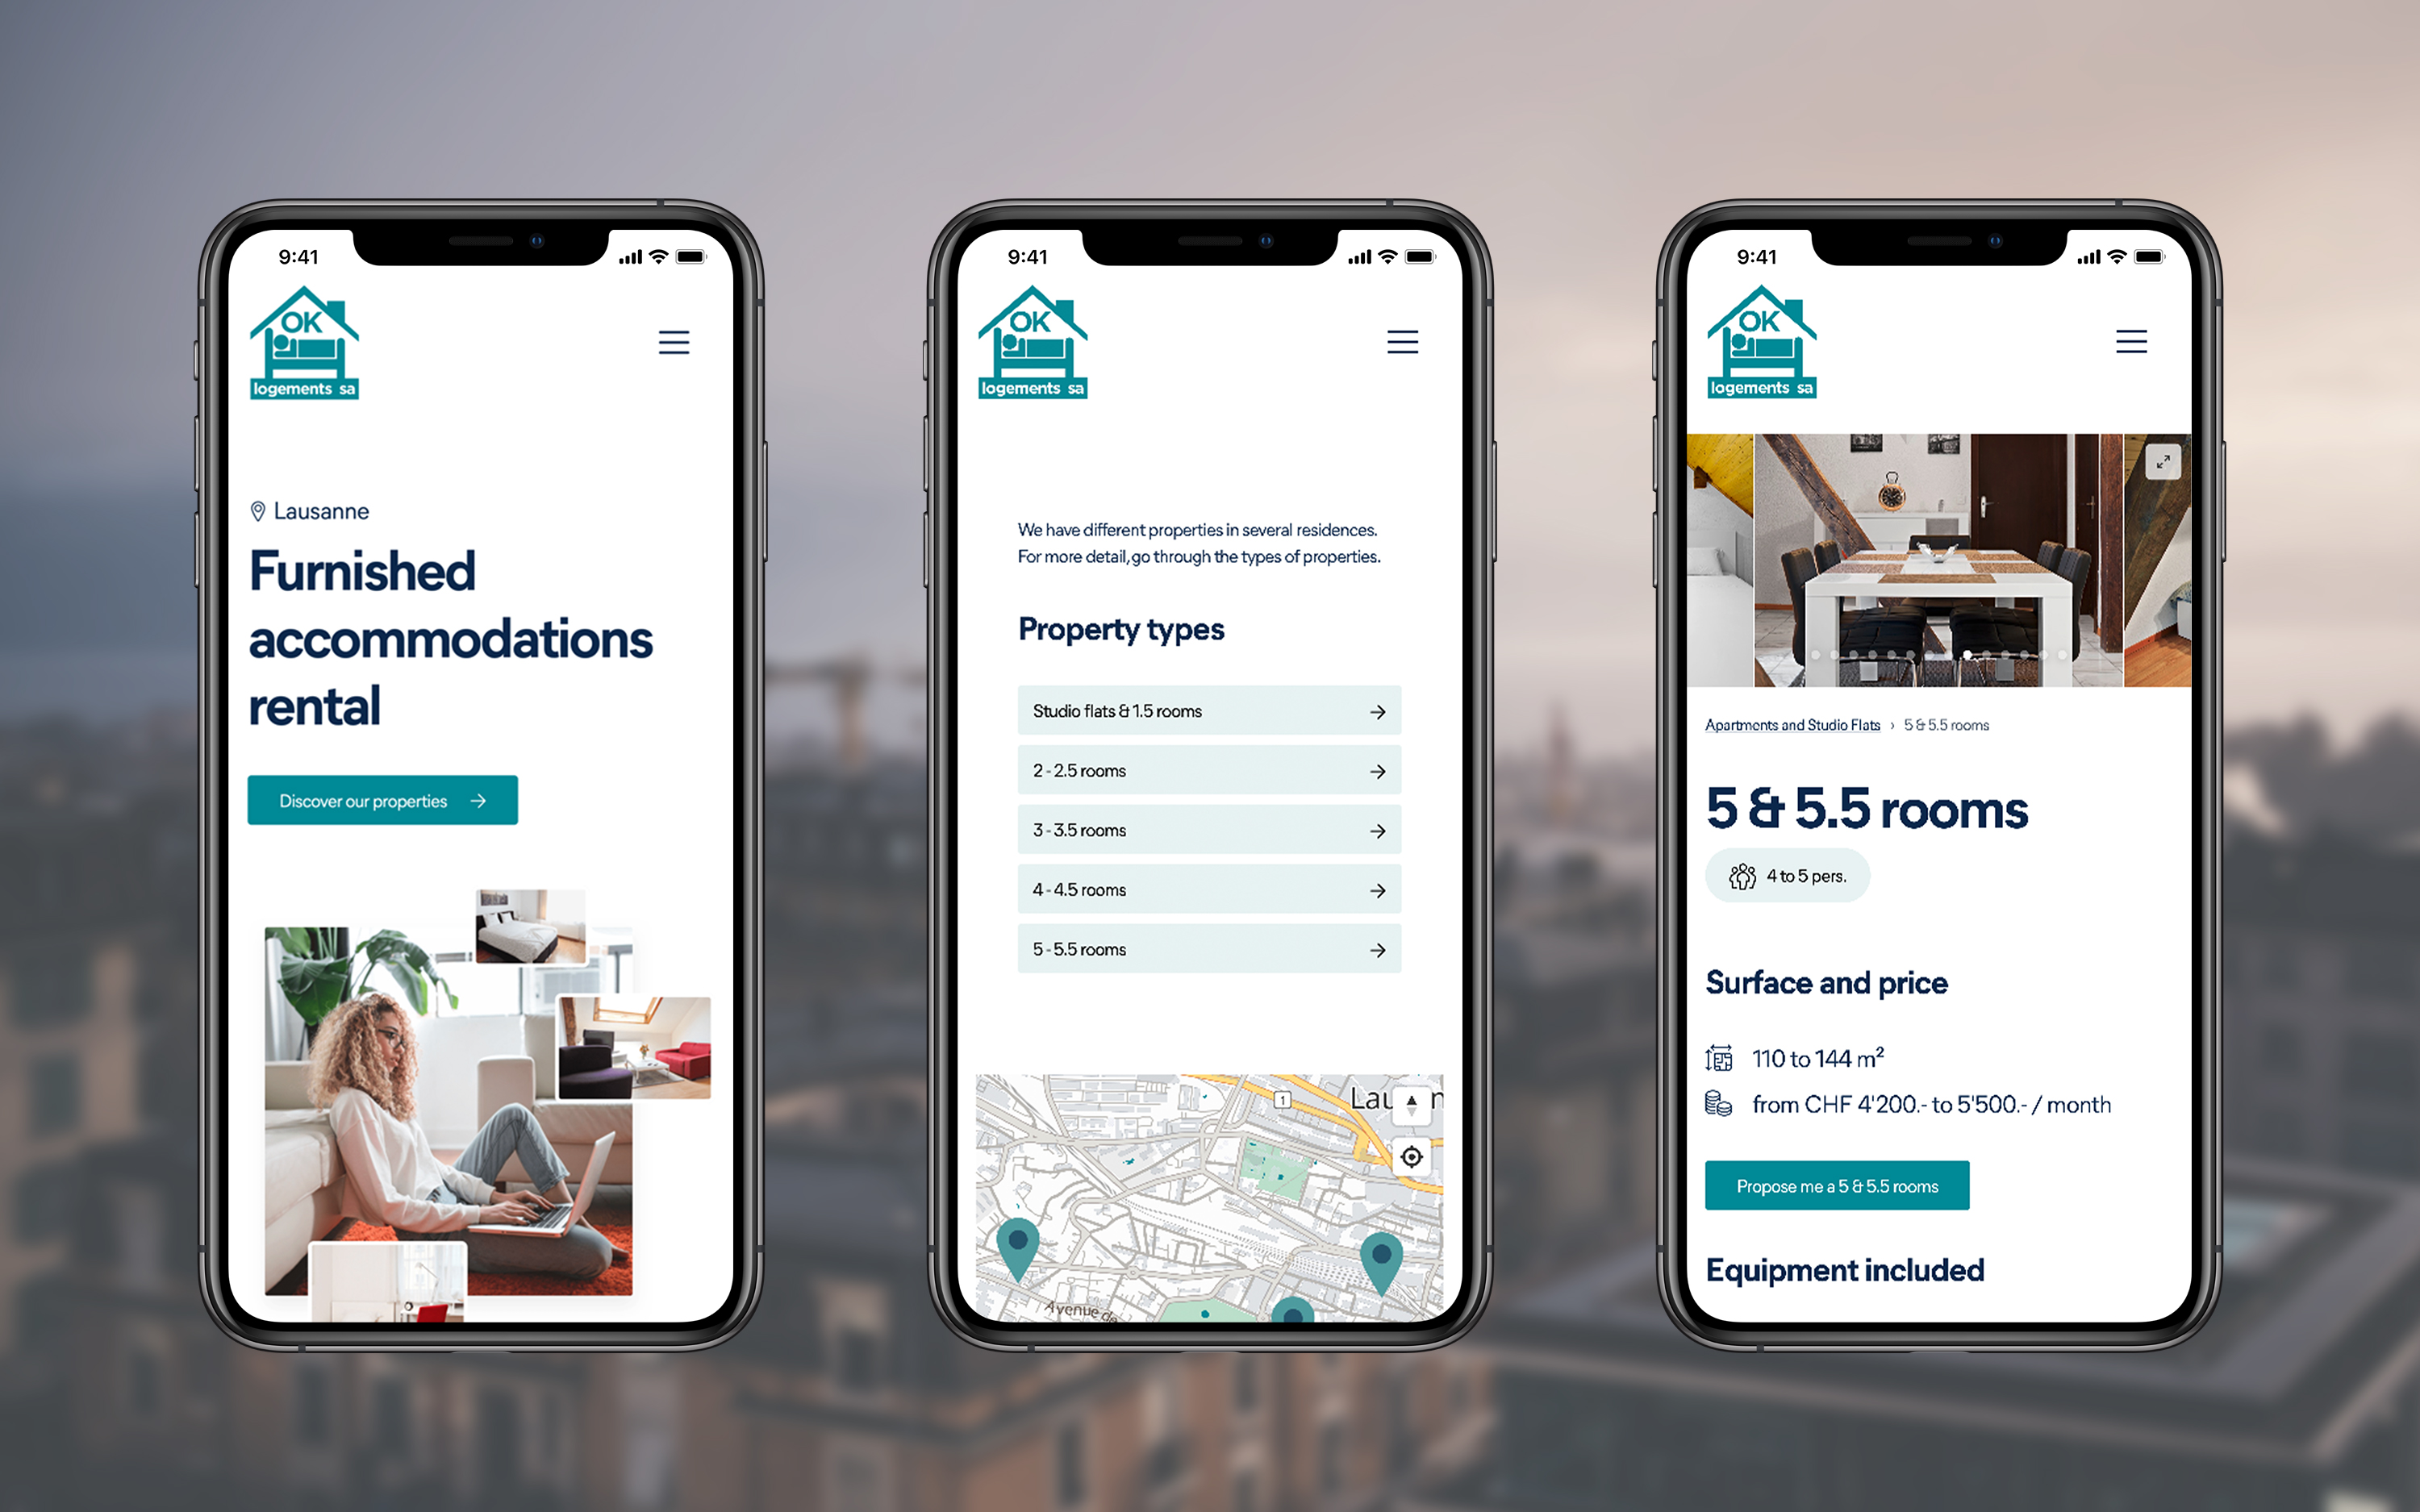 9:41
OK
logements sa
Lausanne
Furnished
accommodations
rental
Discover our properties
9:41
OK
logements sa
We have different properties in several residences.
For more detail, go through the types of properties.
Property types
Studio flats & 1.5 rooms
2 - 2.5 rooms
3 - 3.5 rooms
4 - 4.5 rooms
5 - 5.5 rooms
1
Avenue de
9:41
OK
logements sa
Apartments and Studio Flats › 5 & 5.5 rooms
5 & 5.5 rooms
4 to 5 pers.
Surface and price
110 to 144 m²
from CHF 4'200.- to 5'500.- / month
Propose me a 5 & 5.5 rooms
Equipment included